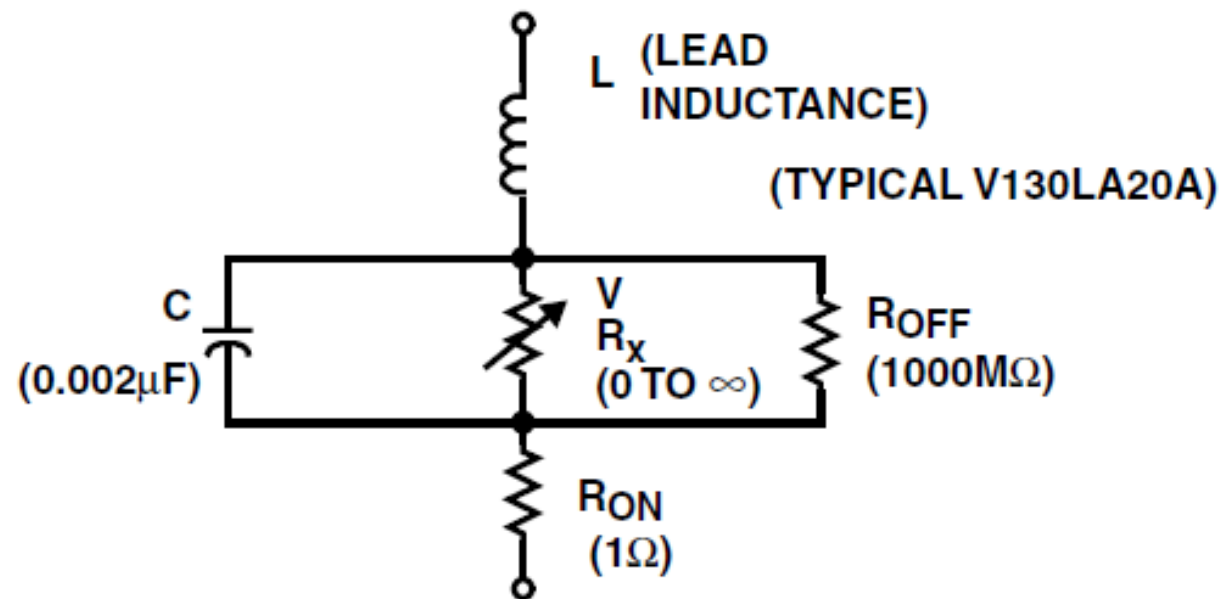 L (LEAD
INDUCTANCE)
(TYPICAL V130LA20A)
C
(0.002µF)
V
RX
(0 TO ∞)
ROFF
(1000MΩ)
RON
(1Ω)